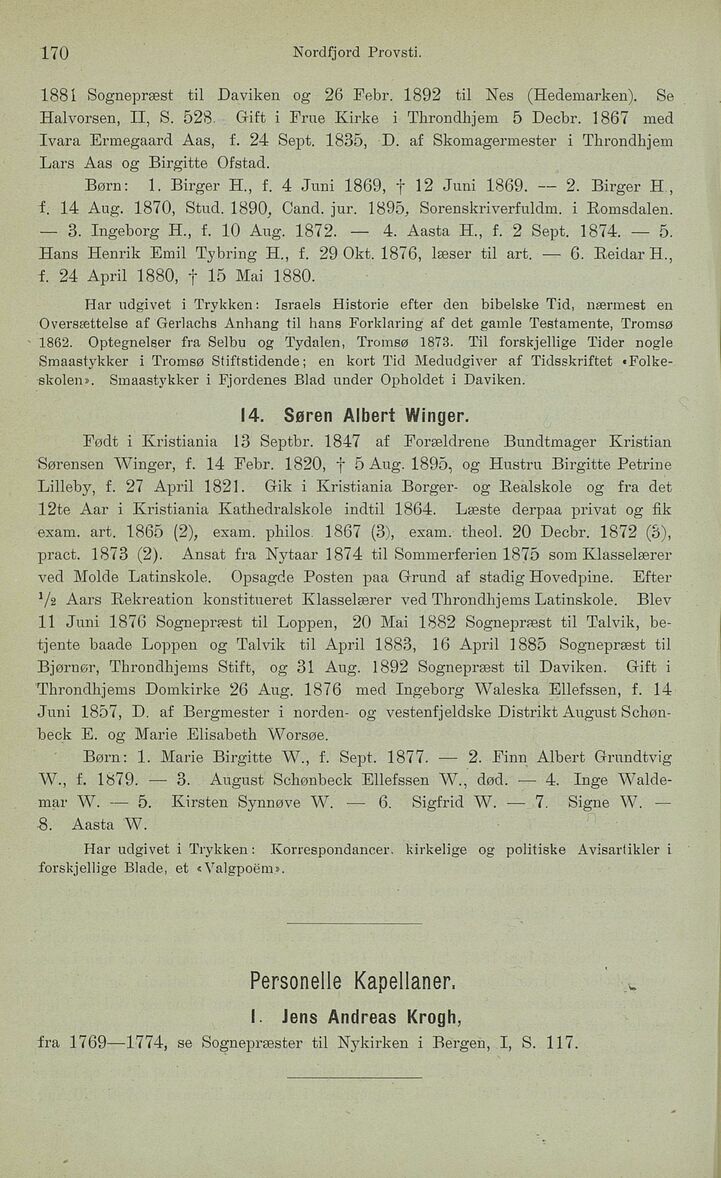 170 Nordfjord Provsti.
1881 Sognepræst til Daviken og 26 Febr. 1892 til Nes (Hedemarken). Se
Halvorsen, II, S. 528. Gift i Frue Kirke i Throndhjem 5 Decbr. 1867 med
Ivara Ermegaard Aas, f. 24 Sept. 1835, D. af Skomagermester i Throndhjem
Lars Aas og Birgitte Ofstad.
Børn: 1. Birger H., f. 4 Juni 1869, † 12 Juni 1869. — 2. Birger H.,
f. 14 Aug. 1870, Stud. 1890, Cand. jur. 1895, Sorenskriverfuldm. i Romsdalen.
— 3. Ingeborg H., f. 10 Aug. 1872. — 4. Aasta H., f. 2 Sept. 1874. — 5.
Hans Henrik Emil Tybring H., f. 29 Okt. 1876, læser til art. — 6. Reidar H.,
f. 24 April 1880, † 15 Mai 1880.
Har udgivet i Trykken: Israels Historie efter den bibelske Tid, nærmest en
Oversættelse af Gerlachs Anhang til hans Forklaring af det gamle Testamente, Tromsø
1862. Optegnelser fra Selbu og Tydalen, Tromsø 1873. Til forskjellige Tider nogle
Smaastykker i Tromsø Stiftstidende; en kort Tid Medudgiver af Tidsskriftet «Folke-
skolen». Smaastykker i Fjordenes Blad under Opholdet i Daviken.
14. Søren Albert Winger.
Født i Kristiania 13 Septbr. 1847 af Forældrene Bundtmager Kristian
Sørensen Winger, f. 14 Febr. 1820, † 5 Aug. 1895, og Hustru Birgitte Petrine
Lilleby, f. 27 April 1821. Gik i Kristiania Borger- og Realskole og fra det
12te Aar i Kristiania Kathedralskole indtil 1864. Læste derpaa privat og fik
exam. art. 1865 (2), exam. philos. 1867 (3), exam. theol. 20 Decbr. 1872 (3),
pract. 1873 (2). Ansat fra Nytaar 1874 til Sommerferien 1875 som Klasselærer
ved Molde Latinskole. Opsagde Posten paa Grund af stadig Hovedpine. Efter
1/2 Aars Rekreation konstitueret Klasselærer ved Throndhjems Latinskole. Blev
11 Juni 1876 Sognepræst til Loppen, 20 Mai 1882 Sognepræst til Talvik, be-
tjente baade Loppen og Talvik til April 1883, 16 April 1885 Sognepræst til
Bjørnør, Throndhjems Stift, og 31 Aug. 1892 Sognepræst til Daviken. Gift i
Throndhjems Domkirke 26 Aug. 1876 med Ingeborg Waleska Ellefssen, f. 14
Juni 1857, D. af Bergmester i norden- og vestenfjeldske Distrikt August Schøn-
beck E. og Marie Elisabeth Worsøe.
Børn: 1. Marie Birgitte W., f. Sept. 1877. — 2. Finn Albert Grundtvig
W., f. 1879. — 3. August Schønbeck Ellefssen W., død. — 4. Inge Walde-
mar W. — 5. Kirsten Synnøve W. — 6. Sigfrid W. — 7. Signe W. —
8. Aasta W.
Har udgivet i Trykken: Korrespondancer, kirkelige og politiske Avisartikler i
forskjellige Blade, et «Valgpoëm».
Personelle Kapellaner.
1. Jens Andreas Krogh,
fra 1769—1774, se Sognepræster til Nykirken i Bergen, I, S. 117.